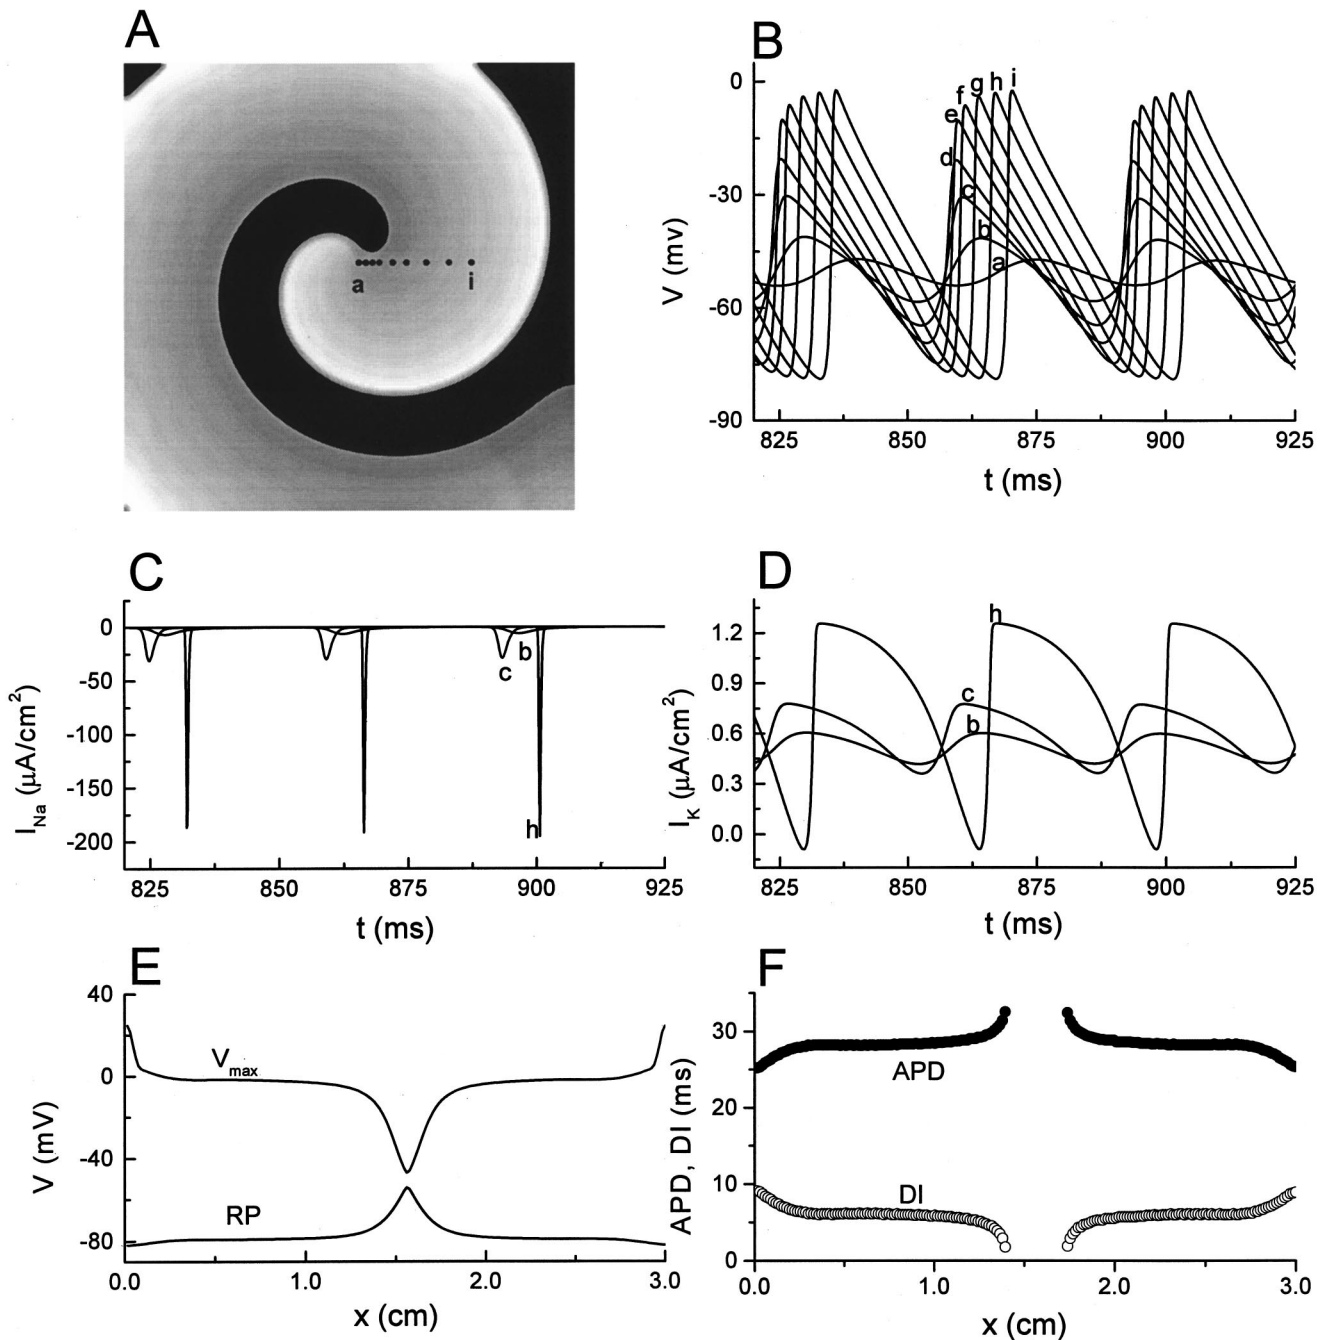 A
a
i
B
0
-30
-60
-90
V (mv)
a
b
c
d
e
f
g
h
i
825
850
875
900
925
t (ms)
C
0
-50
-100
-150
-200
I_Na (μA/cm²)
b
c
h
825
850
875
900
925
t (ms)
D
1.2
0.9
0.6
0.3
0.0
I_K (μA/cm²)
h
c
b
825
850
875
900
925
t (ms)
E
40
0
-40
-80
V (mV)
V_max
RP
0.0
1.0
2.0
3.0
x (cm)
F
30
20
10
0
APD, DI (ms)
APD
DI
0.0
1.0
2.0
3.0
x (cm)